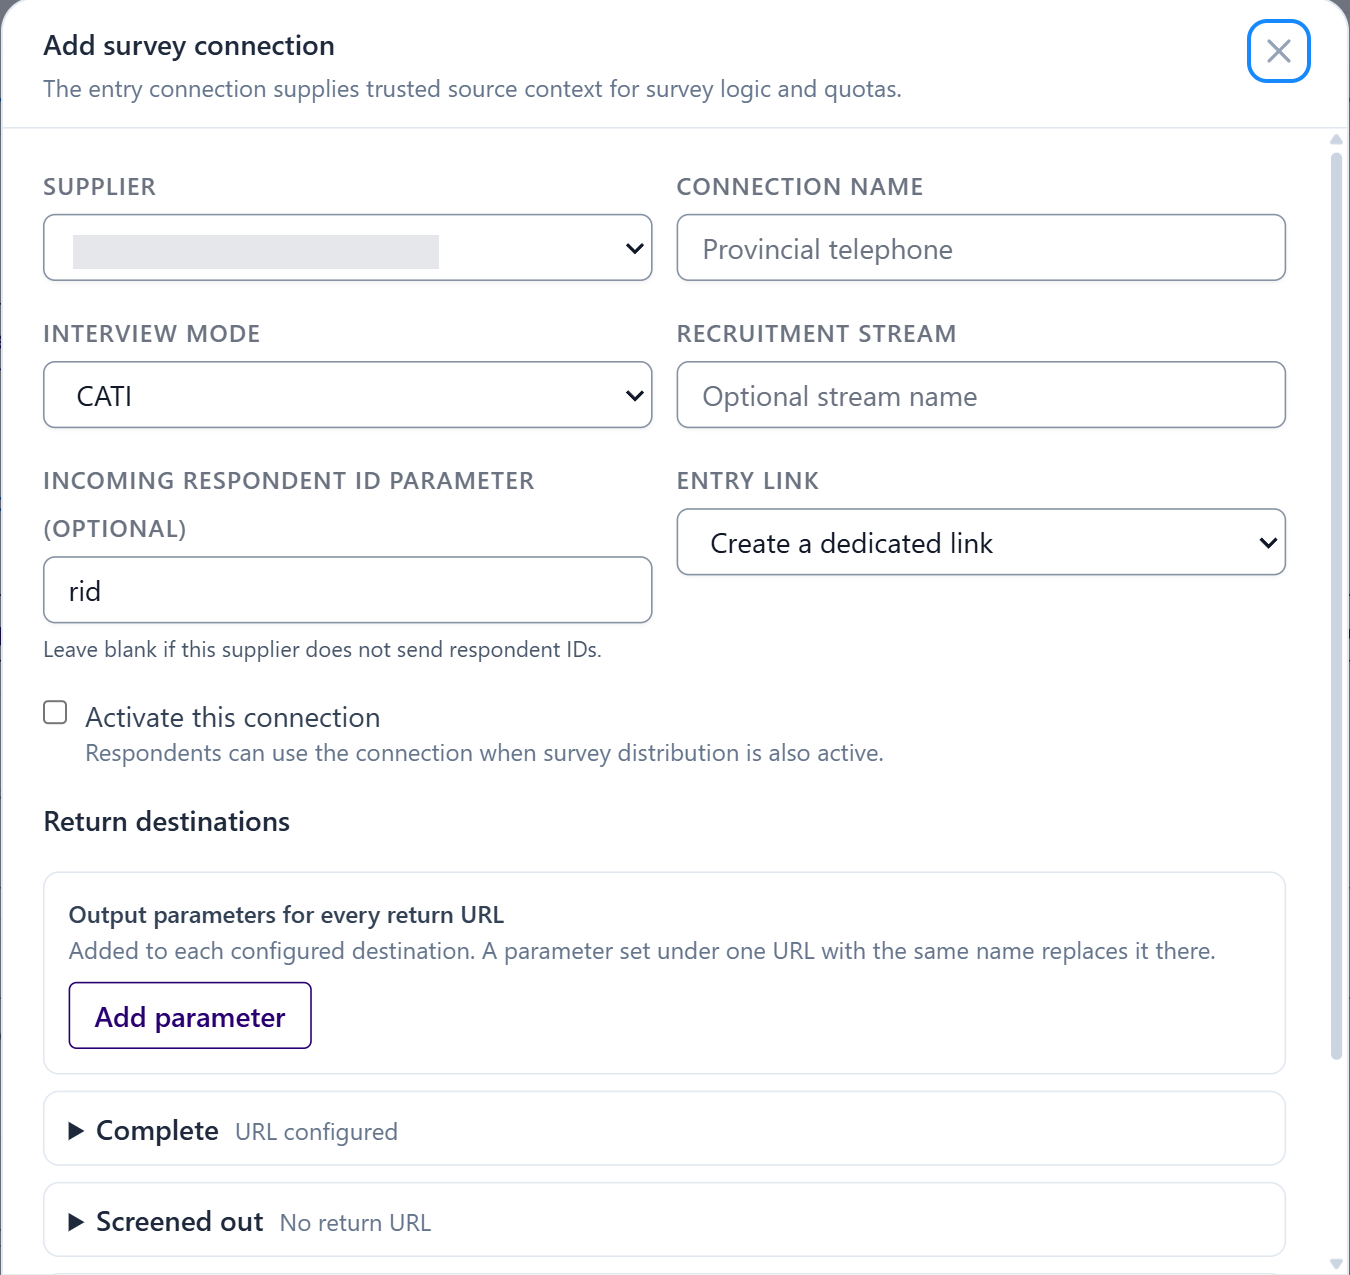 Add survey connection
The entry connection supplies trusted source context for survey logic and quotas.
SUPPLIER
CONNECTION NAME
Provincial telephone
INTERVIEW MODE
RECRUITMENT STREAM
CATI
Optional stream name
INCOMING RESPONDENT ID PARAMETER
(OPTIONAL)
ENTRY LINK
Create a dedicated link
rid
Leave blank if this supplier does not send respondent IDs.
Activate this connection
Respondents can use the connection when survey distribution is also active.
Return destinations
Output parameters for every return URL
Added to each configured destination. A parameter set under one URL with the same name replaces it there.
Add parameter
Complete URL configured
Screened out No return URL